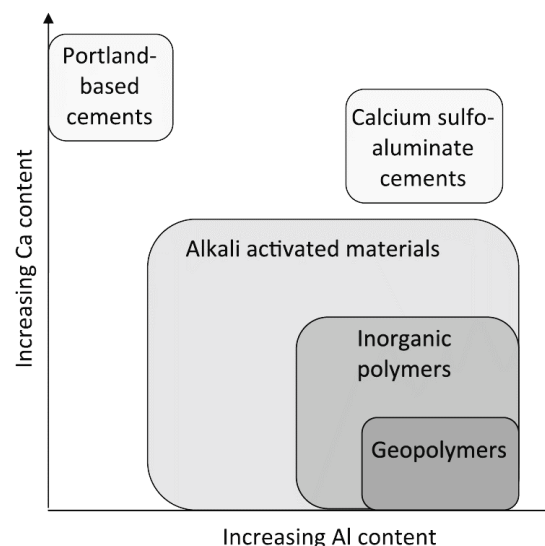 Portland-
based
cements
Calcium sulfo-
aluminate
cements
Increasing Ca content
Alkali activated materials
Inorganic
polymers
Geopolymers
Increasing Al content